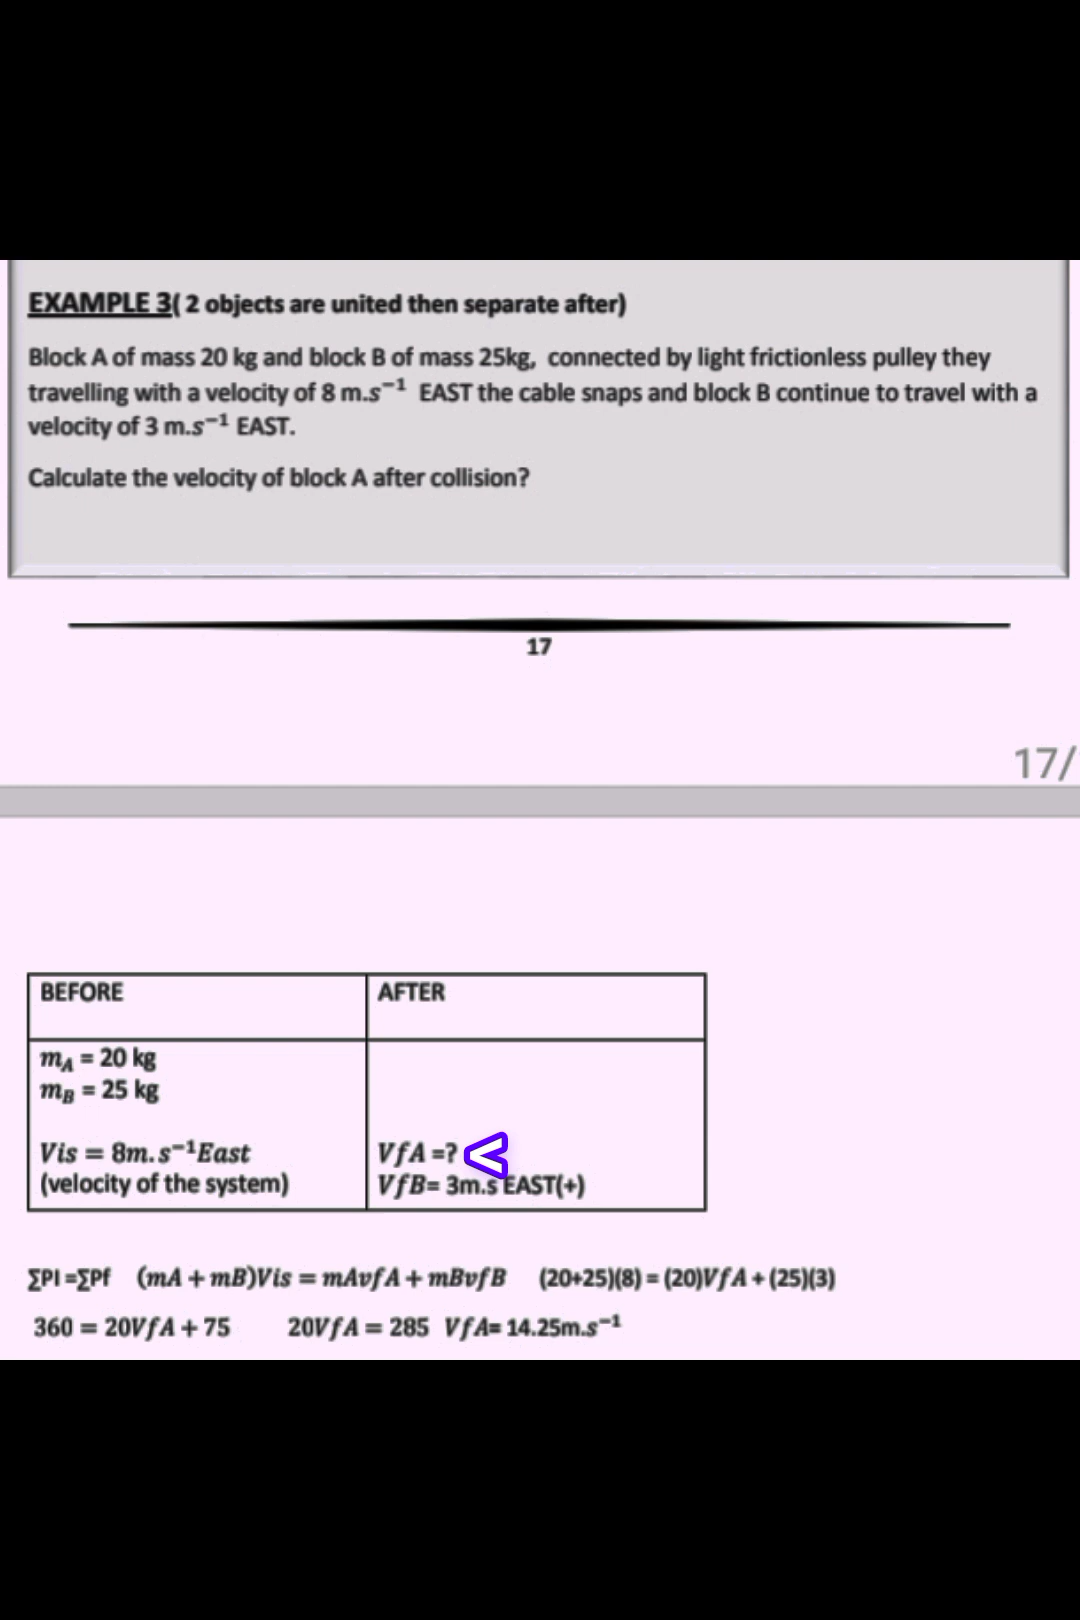 EXAMPLE 3( 2 objects are united then separate after)
Block A of mass 20 kg and block B of mass 25kg, connected by light frictionless pulley they
travelling with a velocity of 8 m.s⁻¹ EAST the cable snaps and block B continue to travel with a
velocity of 3 m.s⁻¹ EAST.
Calculate the velocity of block A after collision?
17
17/
BEFORE AFTER
m_A = 20 kg
m_B = 25 kg
Vis = 8m.s⁻¹East VfA =?
(velocity of the system) VfB= 3m.s EAST(+)
∑PI =∑Pf (mA + mB)Vis = mAvfA + mBvfB (20+25)(8) = (20)VfA + (25)(3)
360 = 20VfA + 75 20VfA = 285 VfA= 14.25m.s⁻¹